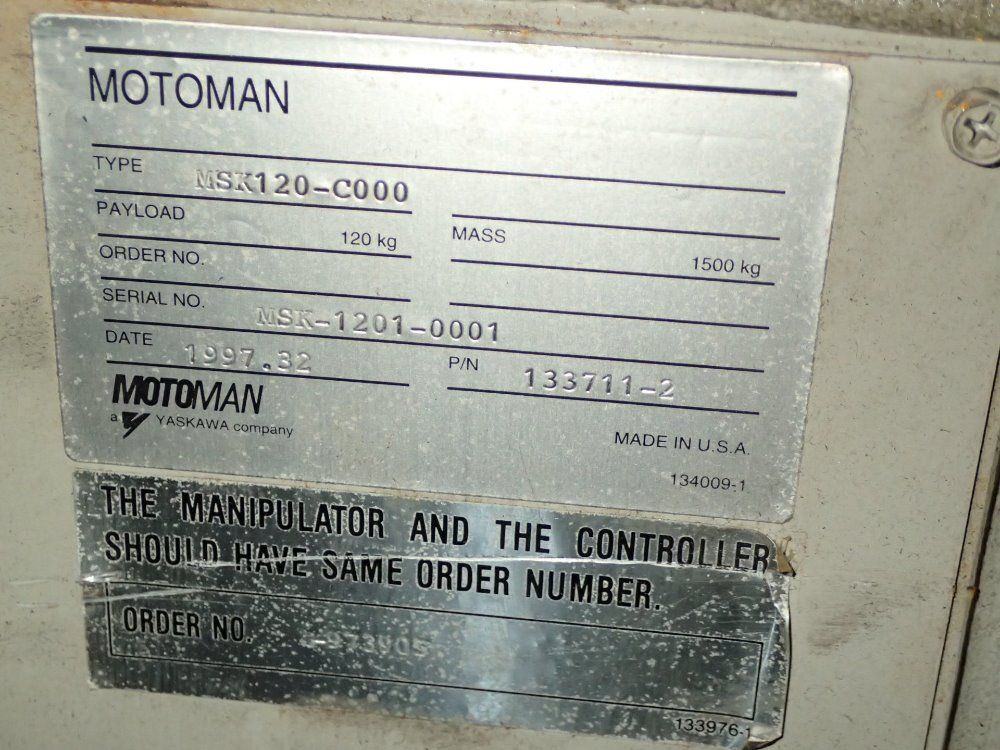 MOTOMAN
TYPE MSK120-C000
PAYLOAD 120 kg MASS 1500 kg
ORDER NO.
SERIAL NO. MSK-1201-0001
DATE 1997.32 P/N 133711-2
MOTOMAN
a YASKAWA company
MADE IN U.S.A.
134009-1
THE MANIPULATOR AND THE CONTROLLER
SHOULD HAVE SAME ORDER NUMBER.
ORDER NO.
133976-1